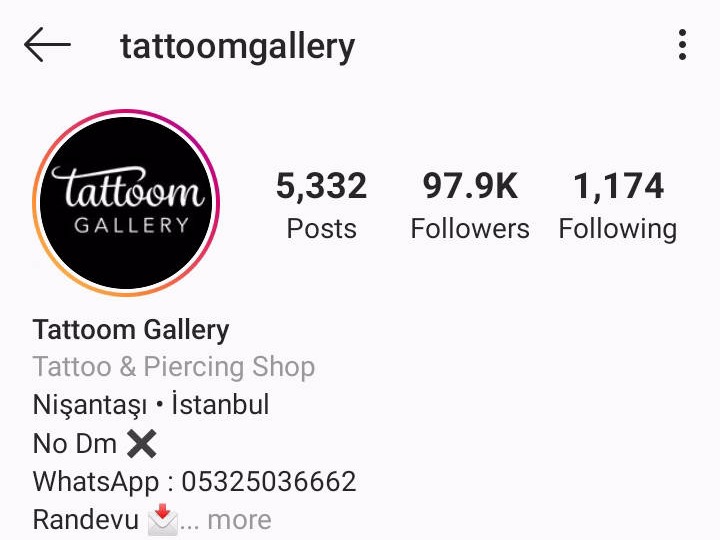 tattoomgallery
tattoom
GALLERY
5,332 97.9K 1,174
Posts Followers Following
Tattoom Gallery
Tattoo & Piercing Shop
Nişantaşı • İstanbul
No Dm ✖
WhatsApp : 05325036662
Randevu 📩... more